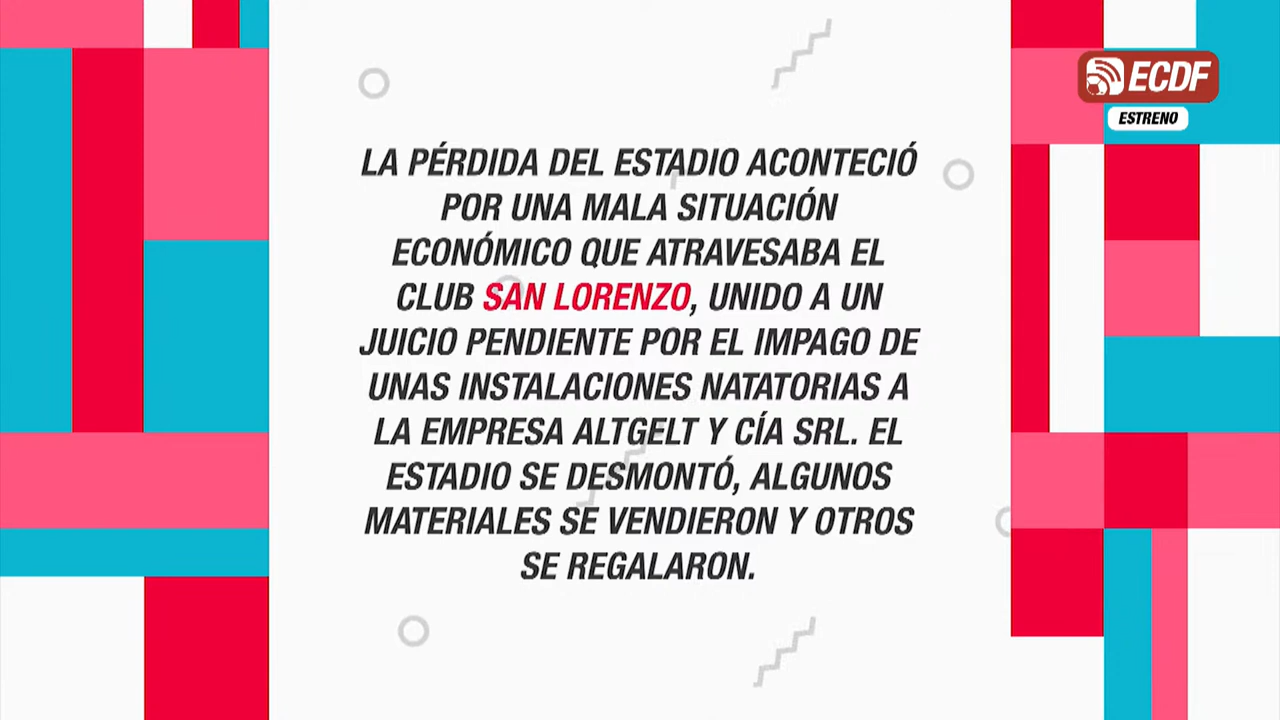 ECDF
ESTRENO
LA PÉRDIDA DEL ESTADIO ACONTECIÓ
POR UNA MALA SITUACIÓN
ECONÓMICO QUE ATRAVESABA EL
CLUB SAN LORENZO, UNIDO A UN
JUICIO PENDIENTE POR EL IMPAGO DE
UNAS INSTALACIONES NATATORIAS A
LA EMPRESA ALTGELT Y CÍA SRL. EL
ESTADIO SE DESMONTÓ, ALGUNOS
MATERIALES SE VENDIERON Y OTROS
SE REGALARON.